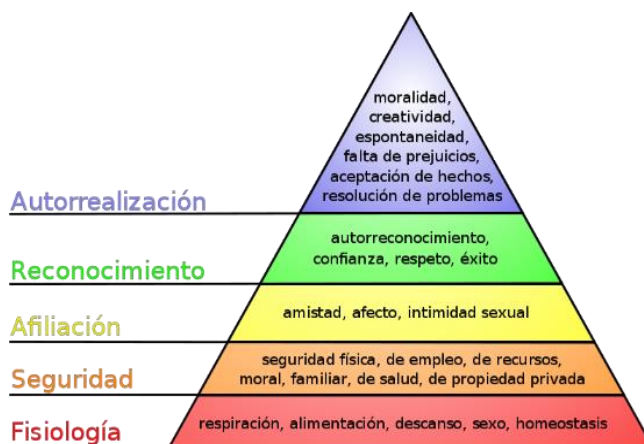 moralidad,
creatividad,
espontaneidad,
falta de prejuicios,
aceptación de hechos,
resolución de problemas
Autorrealización
autorreconocimiento,
confianza, respeto, éxito
Reconocimiento
amistad, afecto, intimidad sexual
Afiliación
seguridad física, de empleo, de recursos,
moral, familiar, de salud, de propiedad privada
Seguridad
respiración, alimentación, descanso, sexo, homeostasis
Fisiología